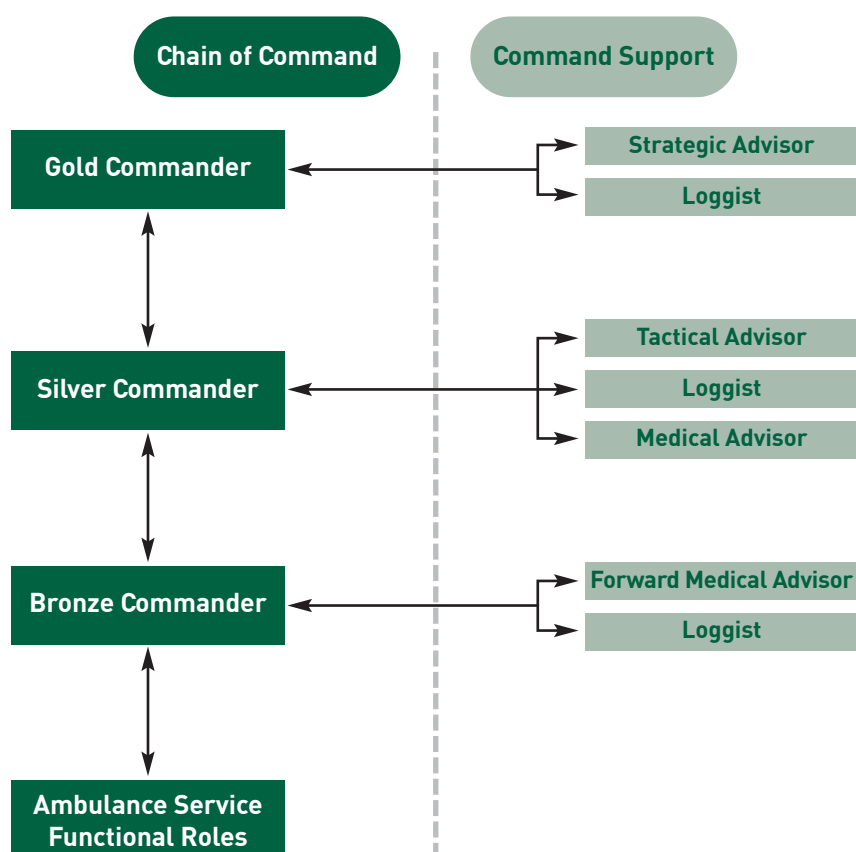 Chain of Command
Command Support
Gold Commander
Strategic Advisor
Loggist
Silver Commander
Tactical Advisor
Loggist
Medical Advisor
Bronze Commander
Forward Medical Advisor
Loggist
Ambulance Service
Functional Roles